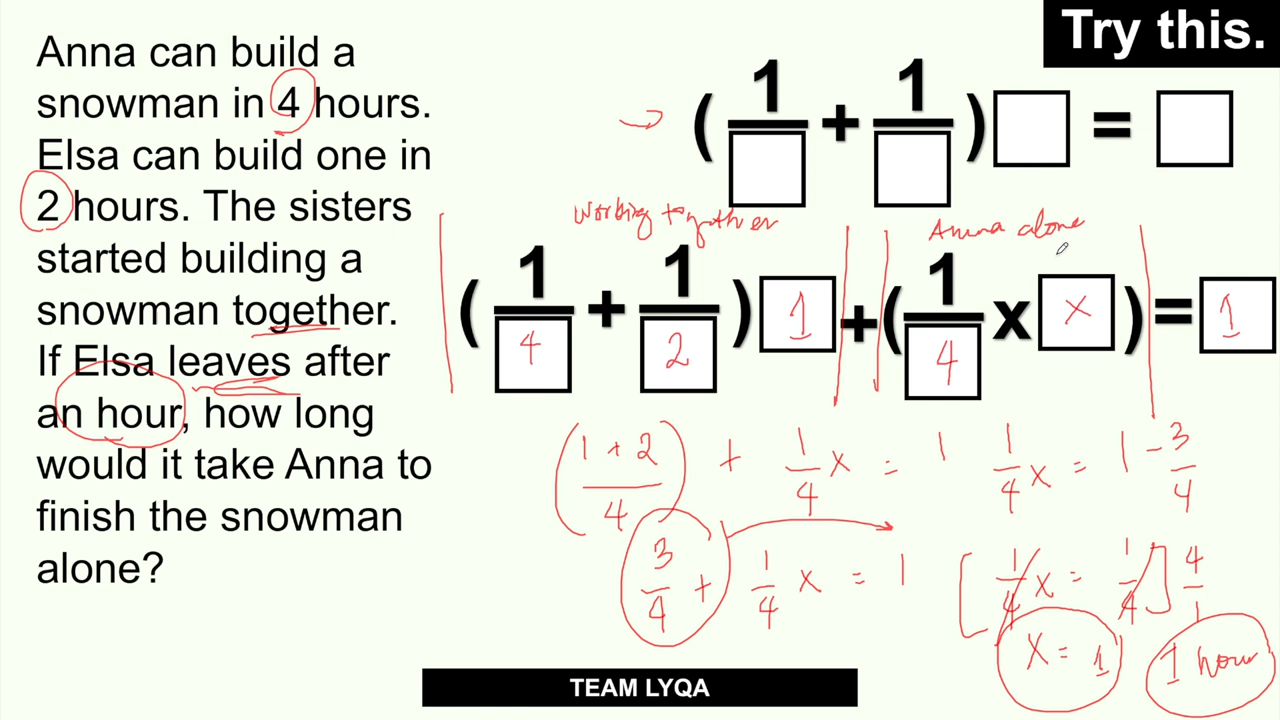 Try this.
Anna can build a
snowman in 4 hours.
Elsa can build one in
2 hours. The sisters
started building a
snowman together.
If Elsa leaves after
an hour, how long
would it take Anna to
finish the snowman
alone?
→ (1/□ + 1/□)□ = □
Working together
Anna alone
(1/4 + 1/2) 1 + (1/4 x x) = 1
(1+2/4) + 1/4 x = 1
3/4 + 1/4 x = 1
1/4 x = 1 - 3/4
[1/4 x = 1/4] 4/1
x = 1
1 hour
TEAM LYQA